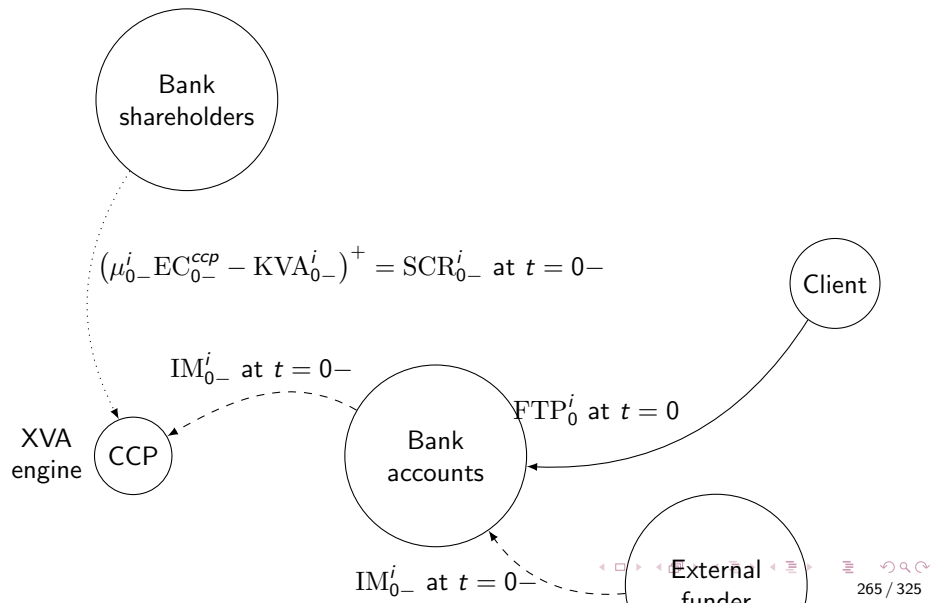 Bank
shareholders
(μ^i_{0−}EC^{ccp}_{0−} − KVA^i_{0−})^+ = SCR^i_{0−} at t = 0−
Client
IM^i_{0−} at t = 0−
FTP^i_0 at t = 0
XVA
engine
CCP
Bank
accounts
External
funder
IM^i_{0−} at t = 0−
265 / 325